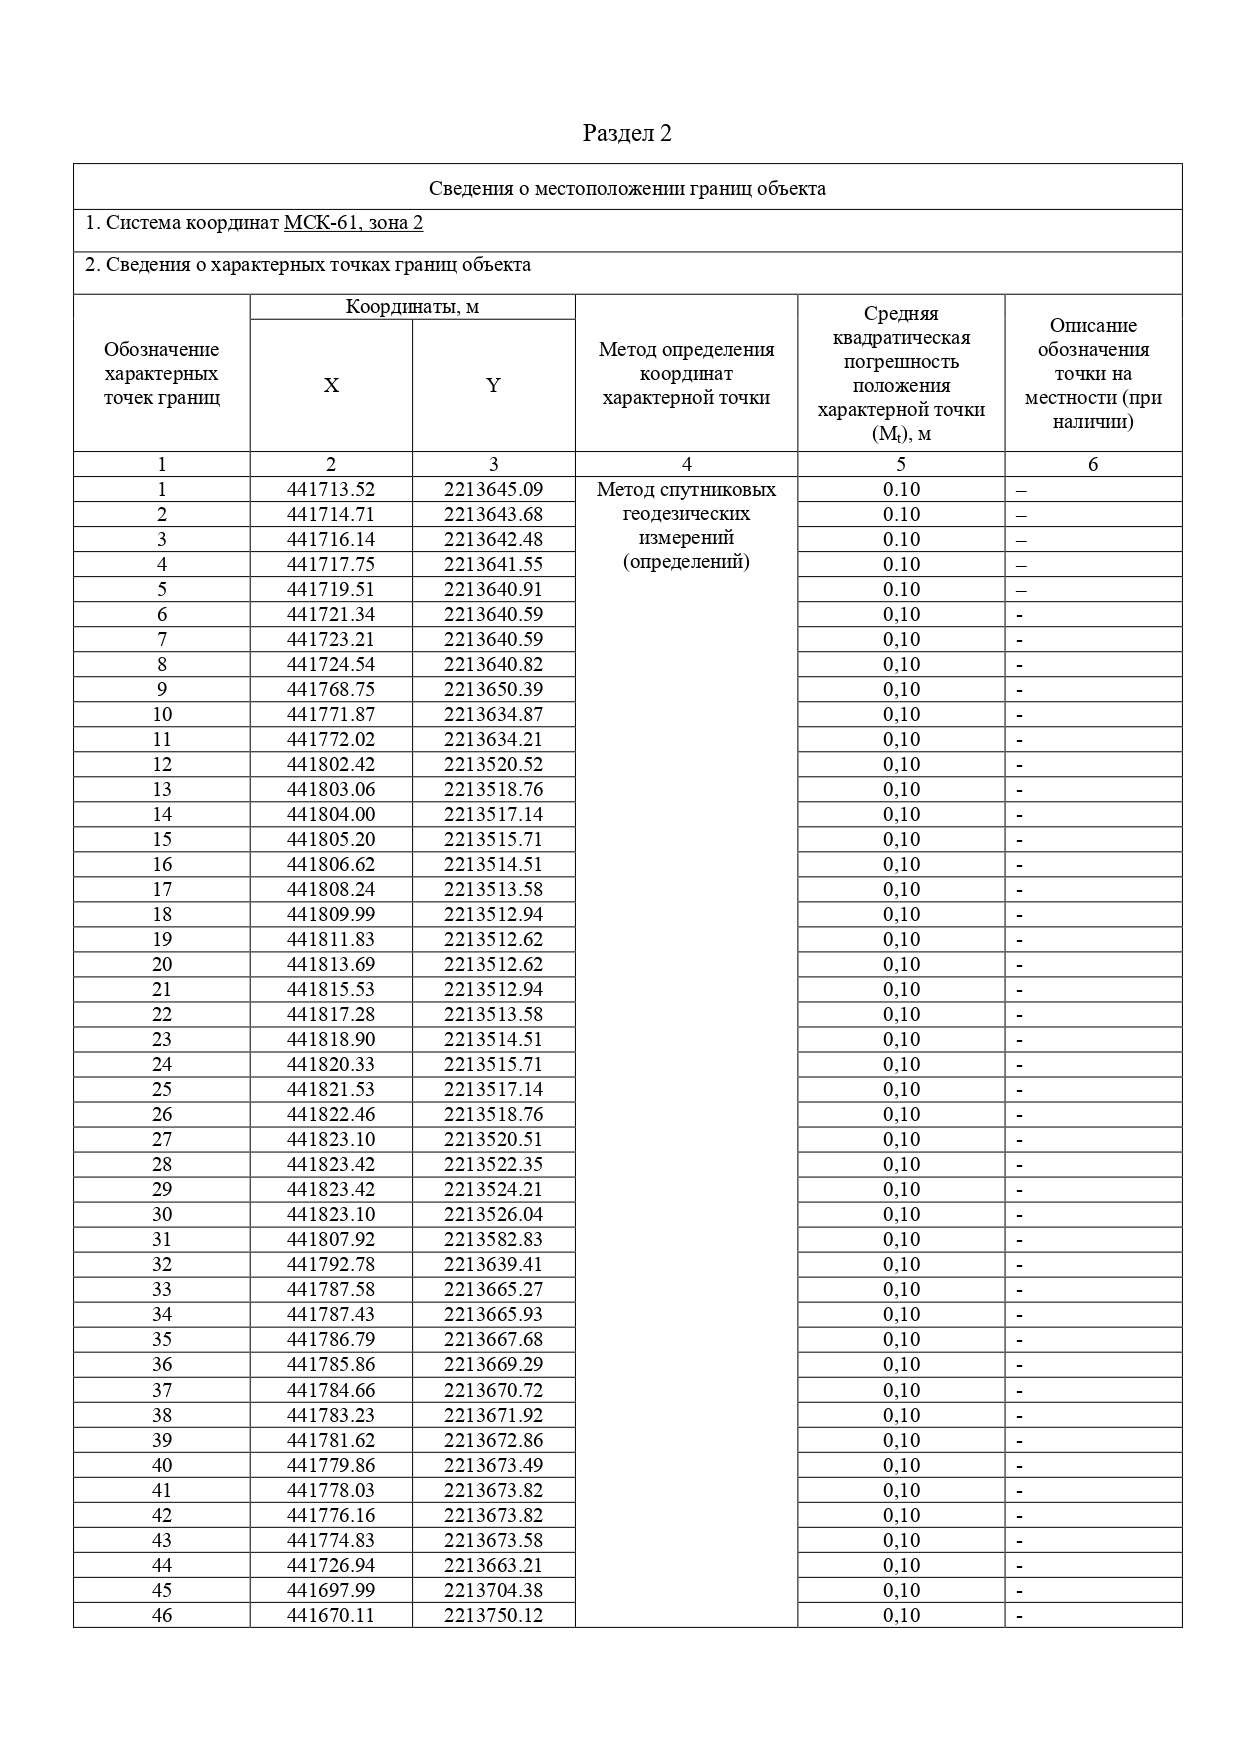 Раздел 2
Сведения о местоположении границ объекта
1. Система координат МСК-61, зона 2
2. Сведения о характерных точках границ объекта
Обозначение характерных точек границ
Координаты, м
X
Y
Метод определения координат характерной точки
Средняя квадратическая погрешность положения характерной точки (Mt), м
Описание обозначения точки на местности (при наличии)
1 2 3 4 5 6
1 441713.52 2213645.09 Метод спутниковых геодезических измерений (определений) 0.10 –
2 441714.71 2213643.68 0.10 –
3 441716.14 2213642.48 0.10 –
4 441717.75 2213641.55 0.10 –
5 441719.51 2213640.91 0.10 –
6 441721.34 2213640.59 0,10 -
7 441723.21 2213640.59 0,10 -
8 441724.54 2213640.82 0,10 -
9 441768.75 2213650.39 0,10 -
10 441771.87 2213634.87 0,10 -
11 441772.02 2213634.21 0,10 -
12 441802.42 2213520.52 0,10 -
13 441803.06 2213518.76 0,10 -
14 441804.00 2213517.14 0,10 -
15 441805.20 2213515.71 0,10 -
16 441806.62 2213514.51 0,10 -
17 441808.24 2213513.58 0,10 -
18 441809.99 2213512.94 0,10 -
19 441811.83 2213512.62 0,10 -
20 441813.69 2213512.62 0,10 -
21 441815.53 2213512.94 0,10 -
22 441817.28 2213513.58 0,10 -
23 441818.90 2213514.51 0,10 -
24 441820.33 2213515.71 0,10 -
25 441821.53 2213517.14 0,10 -
26 441822.46 2213518.76 0,10 -
27 441823.10 2213520.51 0,10 -
28 441823.42 2213522.35 0,10 -
29 441823.42 2213524.21 0,10 -
30 441823.10 2213526.04 0,10 -
31 441807.92 2213582.83 0,10 -
32 441792.78 2213639.41 0,10 -
33 441787.58 2213665.27 0,10 -
34 441787.43 2213665.93 0,10 -
35 441786.79 2213667.68 0,10 -
36 441785.86 2213669.29 0,10 -
37 441784.66 2213670.72 0,10 -
38 441783.23 2213671.92 0,10 -
39 441781.62 2213672.86 0,10 -
40 441779.86 2213673.49 0,10 -
41 441778.03 2213673.82 0,10 -
42 441776.16 2213673.82 0,10 -
43 441774.83 2213673.58 0,10 -
44 441726.94 2213663.21 0,10 -
45 441697.99 2213704.38 0,10 -
46 441670.11 2213750.12 0,10 -